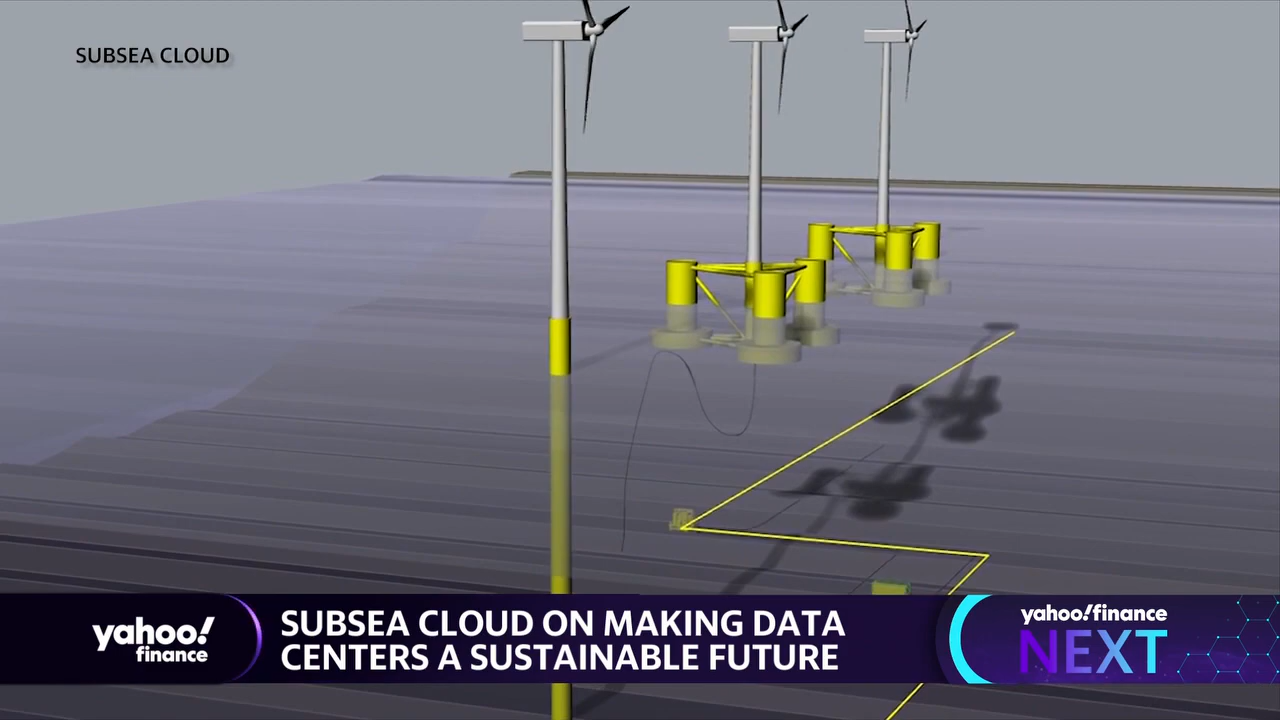 SUBSEA CLOUD
yahoo!
finance
SUBSEA CLOUD ON MAKING DATA
CENTERS A SUSTAINABLE FUTURE
yahoo!finance
NEXT